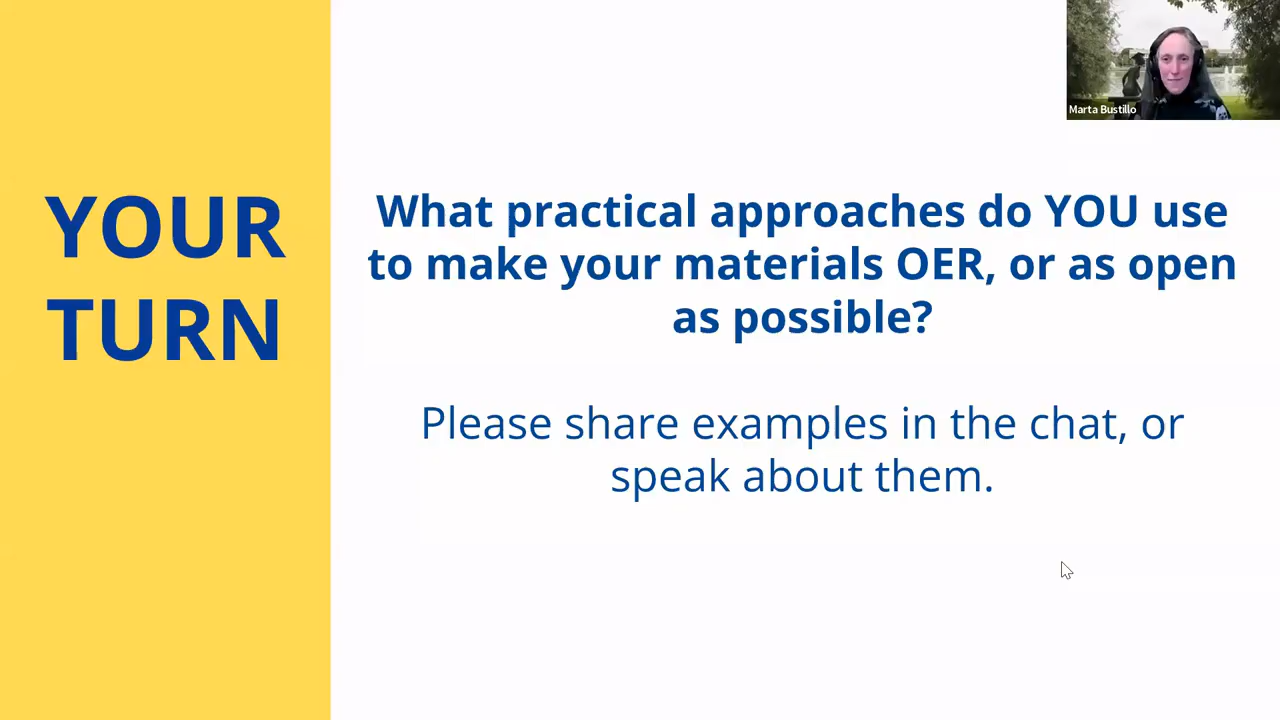 YOUR
TURN
What practical approaches do YOU use
to make your materials OER, or as open
as possible?
Please share examples in the chat, or
speak about them.
Marta Bustillo